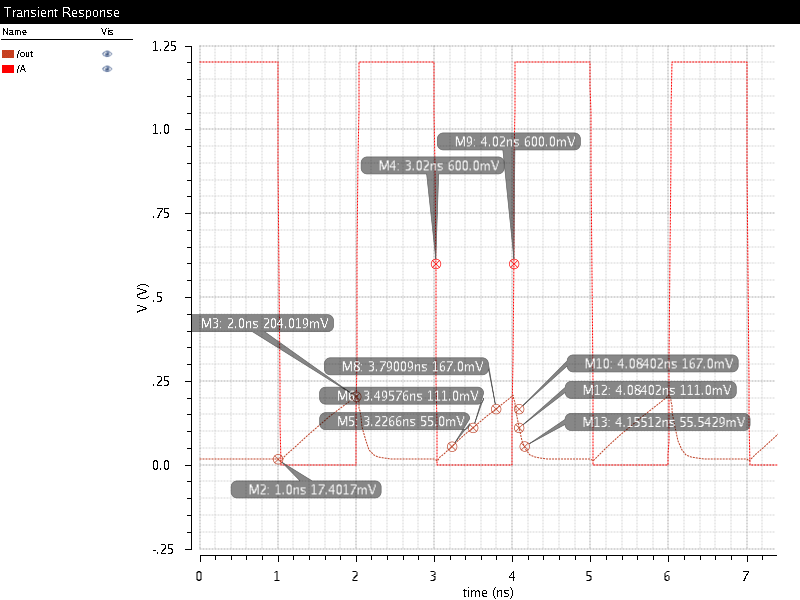 Transient Response
Name Vis
/out
/A
1.25
1.0
.75
.5
.25
0.0
-.25
V (V)
M9: 4.02ns 600.0mV
M4: 3.02ns 600.0mV
M3: 2.0ns 204.019mV
M8: 3.79009ns 167.0mV
M10: 4.08402ns 167.0mV
M6: 3.49576ns 111.0mV
M12: 4.08402ns 111.0mV
M5: 3.2266ns 55.0mV
M13: 4.15512ns 55.5429mV
M2: 1.0ns 17.4017mV
0 1 2 3 4 5 6 7
time (ns)